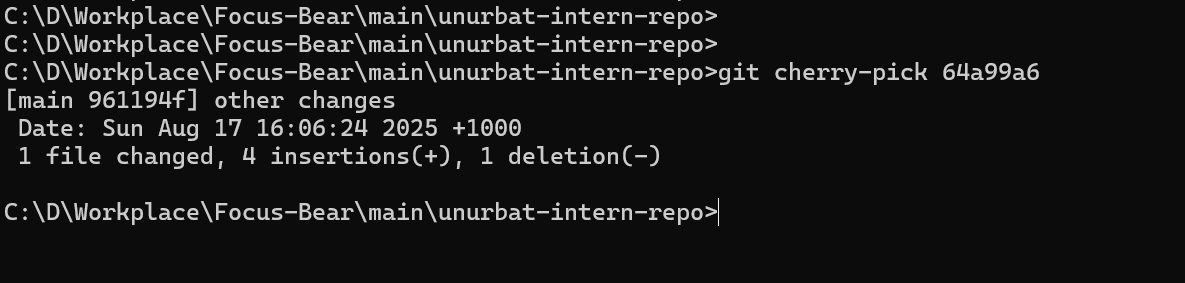 C:\D\Workplace\Focus-Bear\main\unurbat-intern-repo>
C:\D\Workplace\Focus-Bear\main\unurbat-intern-repo>
C:\D\Workplace\Focus-Bear\main\unurbat-intern-repo>git cherry-pick 64a99a6
[main 961194f] other changes
 Date: Sun Aug 17 16:06:24 2025 +1000
 1 file changed, 4 insertions(+), 1 deletion(-)
C:\D\Workplace\Focus-Bear\main\unurbat-intern-repo>